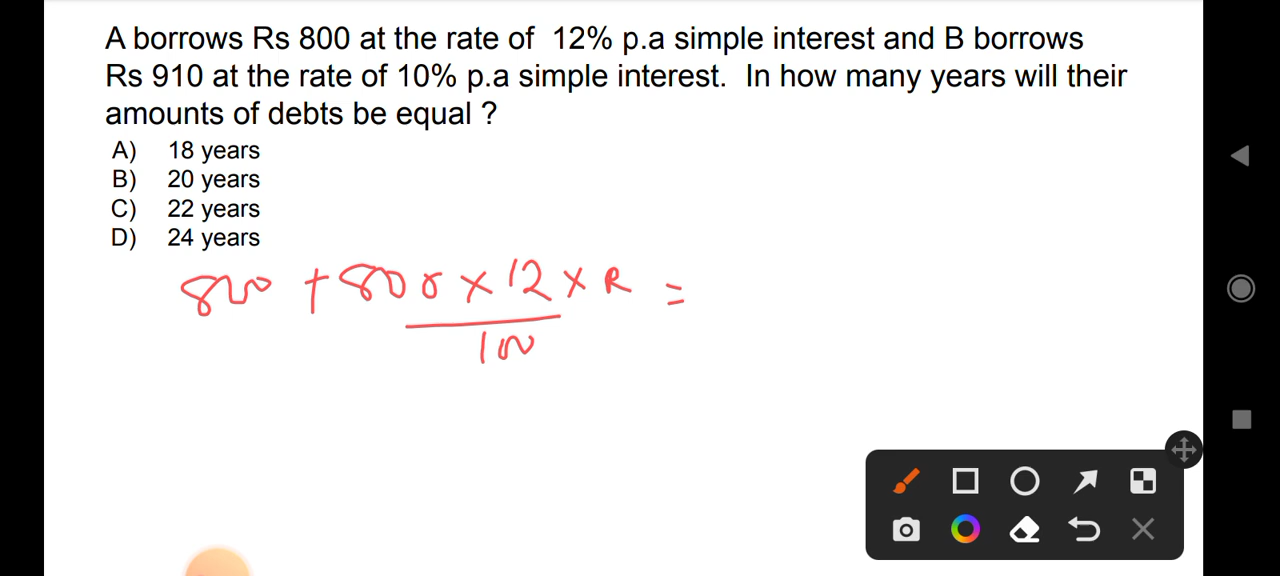 A borrows Rs 800 at the rate of 12% p.a simple interest and B borrows
Rs 910 at the rate of 10% p.a simple interest. In how many years will their
amounts of debts be equal ?
A) 18 years
B) 20 years
C) 22 years
D) 24 years
800 + 800 x 12 x R =
100